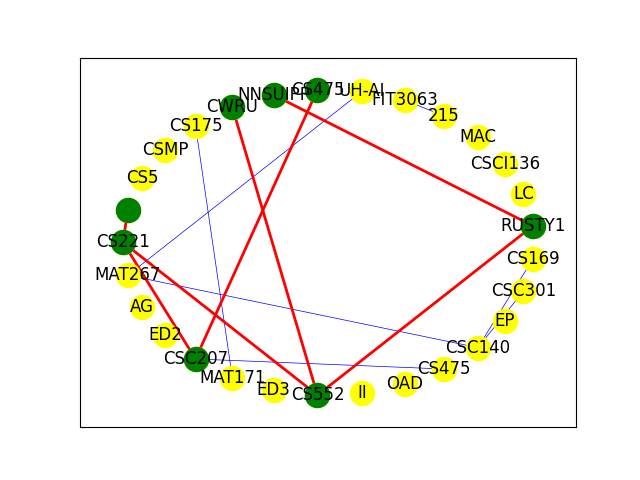 CS475
UH-AI
NNSUIPR
FIT3063
CWRU
215
CS175
MAC
CSMP
CSCI136
CS5
LC
RUSTY1
CS221
CS169
MAT267
CSC301
AG
EP
ED2
CSC140
CSC207
CS475
MAT171
OAD
ED3
CS552
II